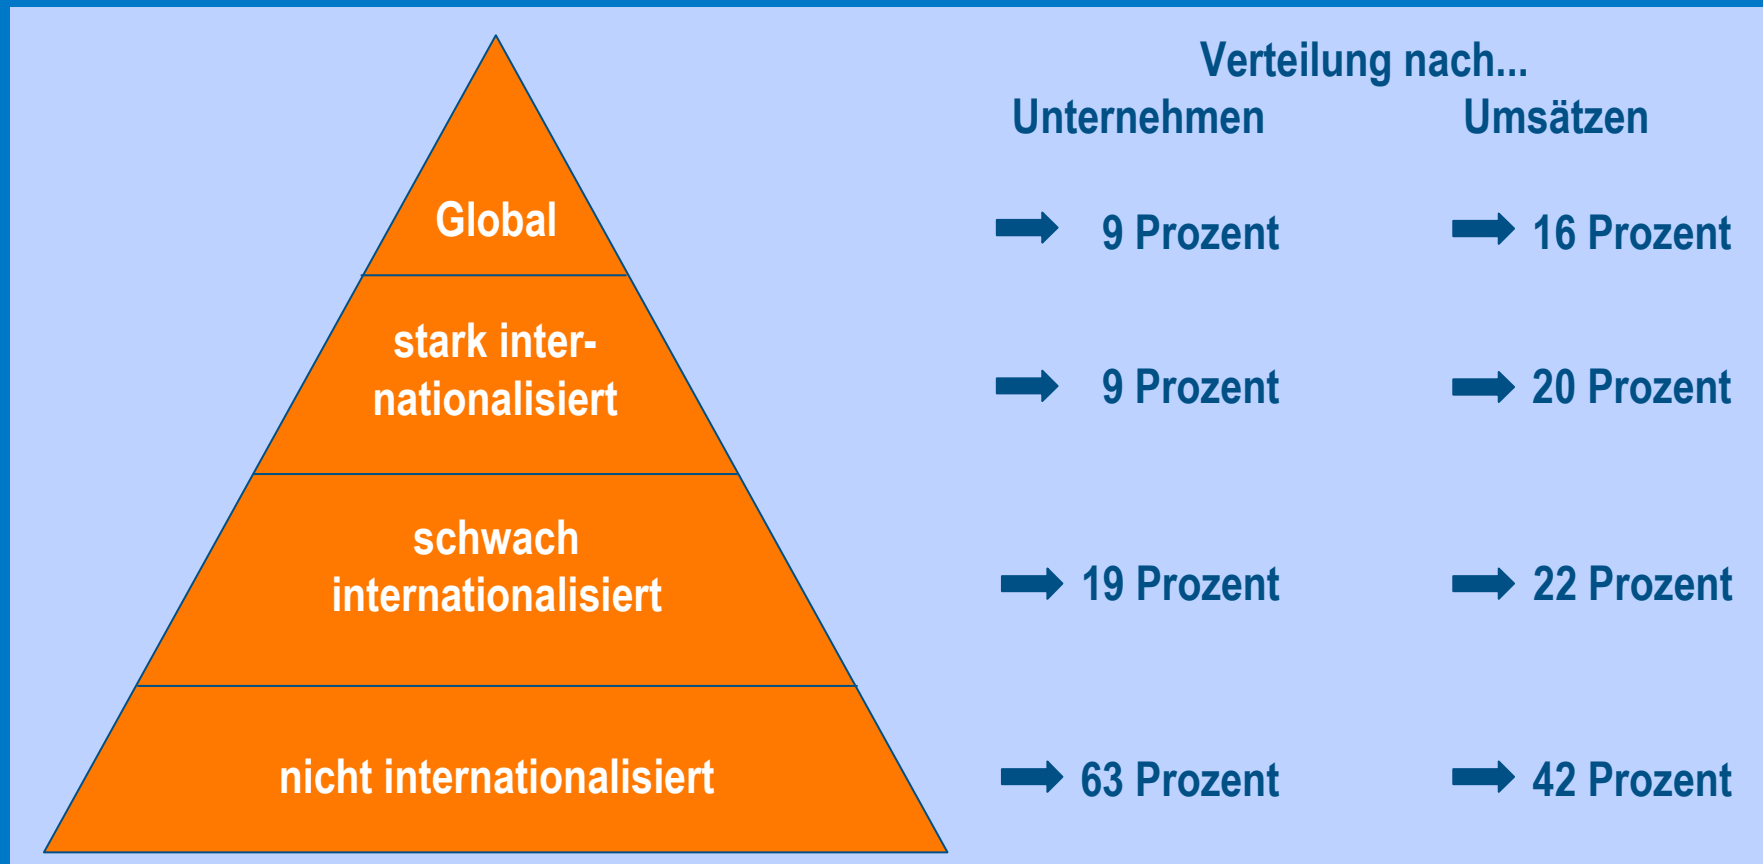 Verteilung nach...
Unternehmen Umsätzen
Global 9 Prozent 16 Prozent
stark inter-
nationalisiert 9 Prozent 20 Prozent
schwach
internationalisiert 19 Prozent 22 Prozent
nicht internationalisiert 63 Prozent 42 Prozent